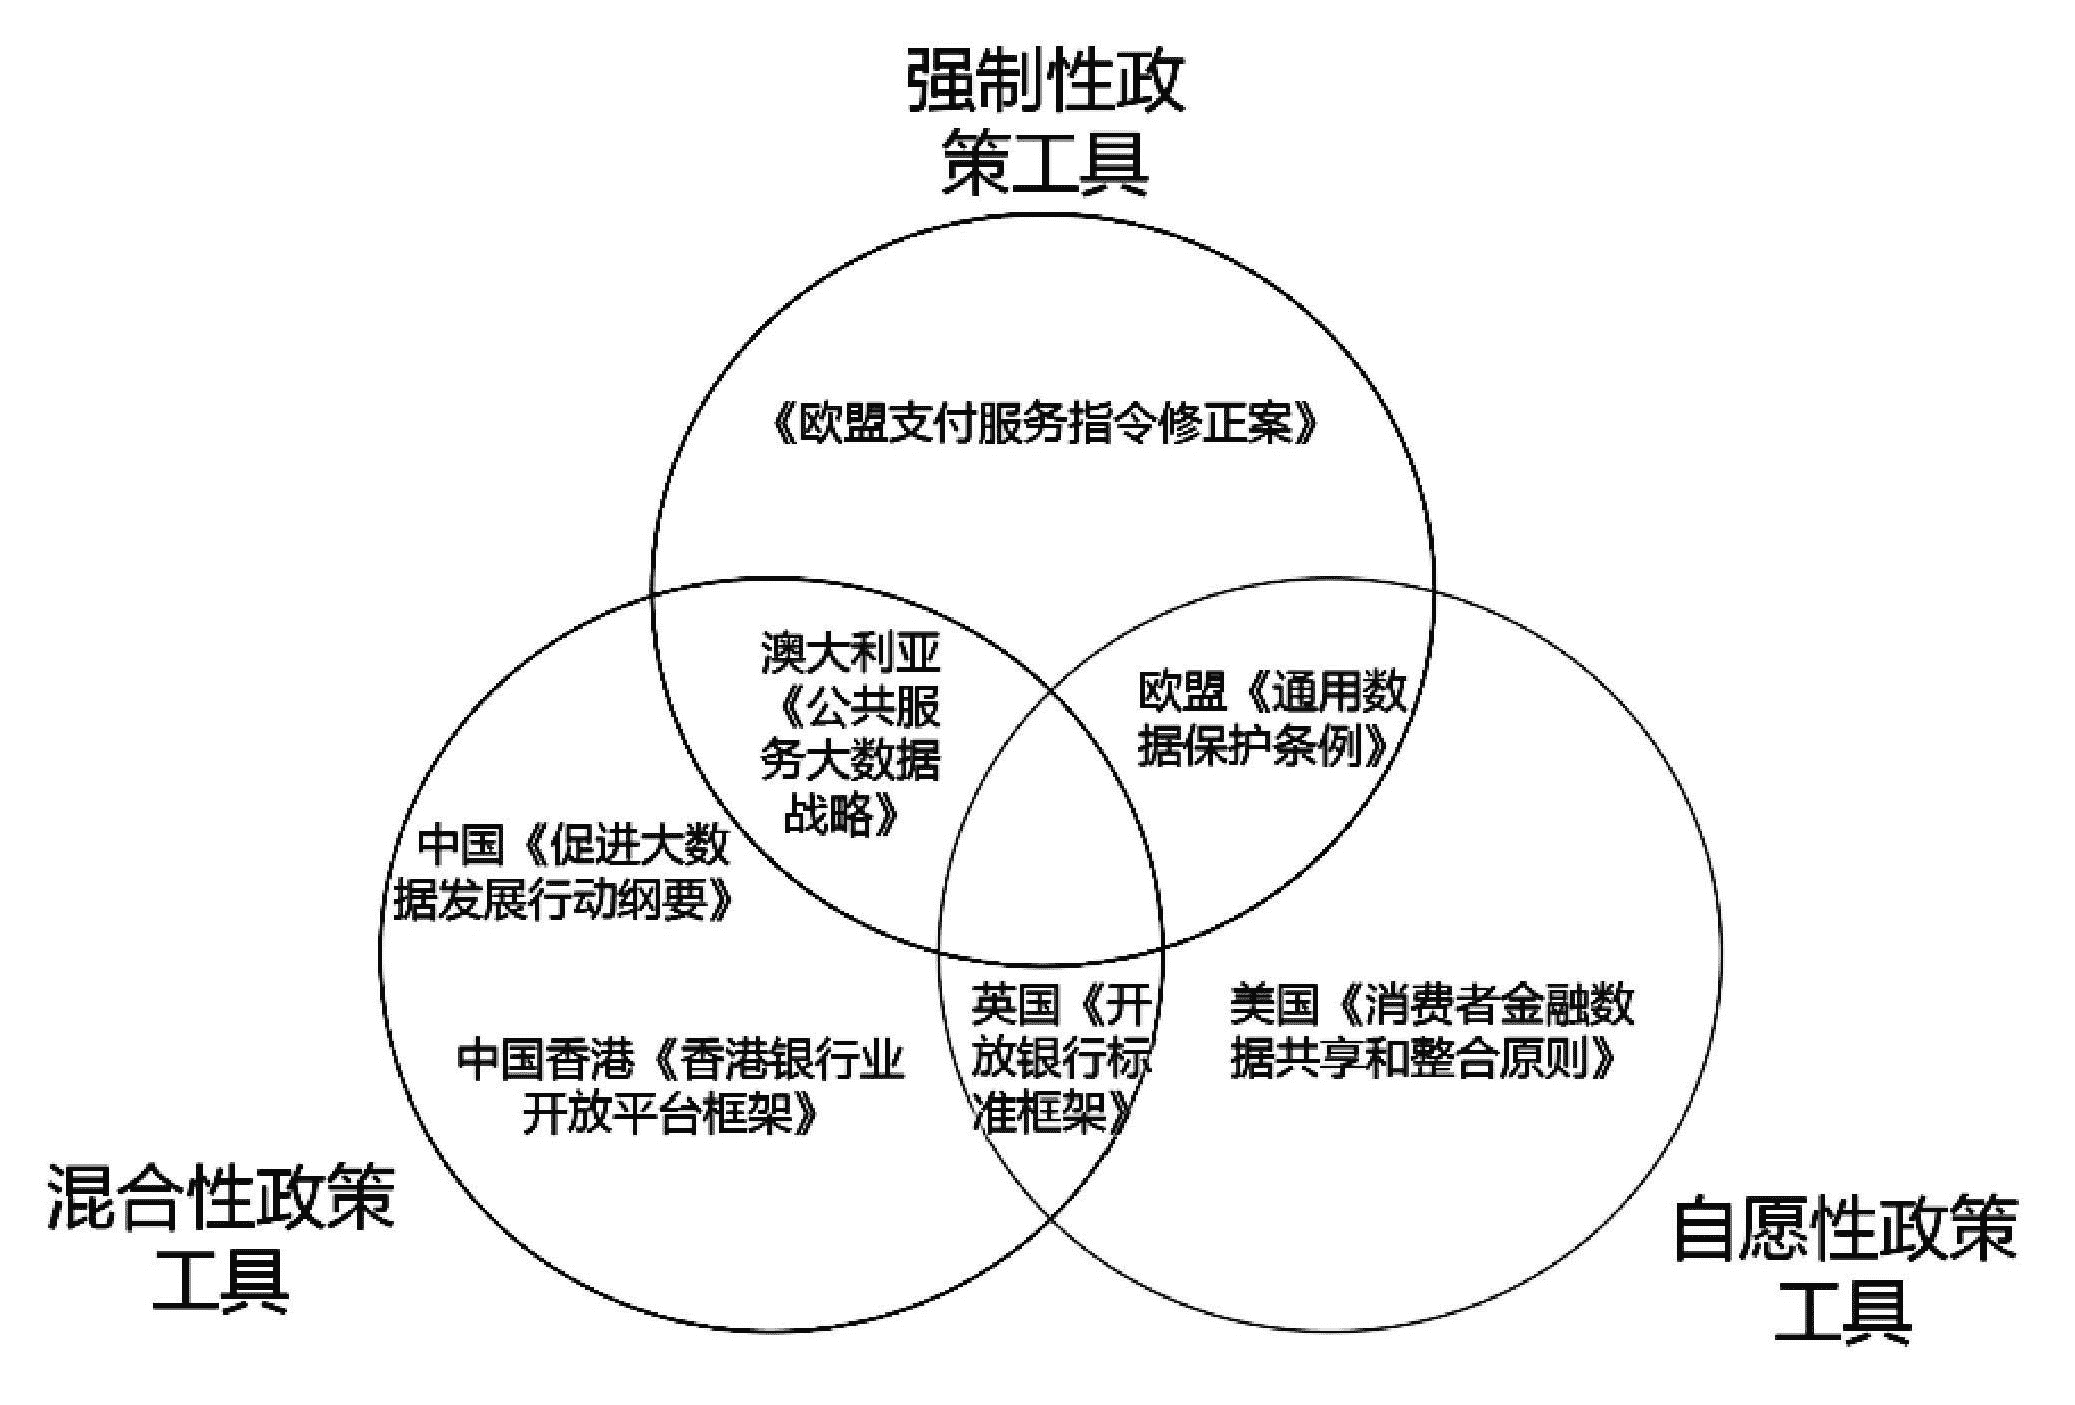 强制性政
策工具
《欧盟支付服务指令修正案》
澳大利亚
《公共服
务大数据
战略》
欧盟《通用数
据保护条例》
中国《促进大数
据发展行动纲要》
中国香港《香港银行业
开放平台框架》
英国《开
放银行标
准框架》
美国《消费者金融数
据共享和整合原则》
混合性政策
工具
自愿性政策
工具